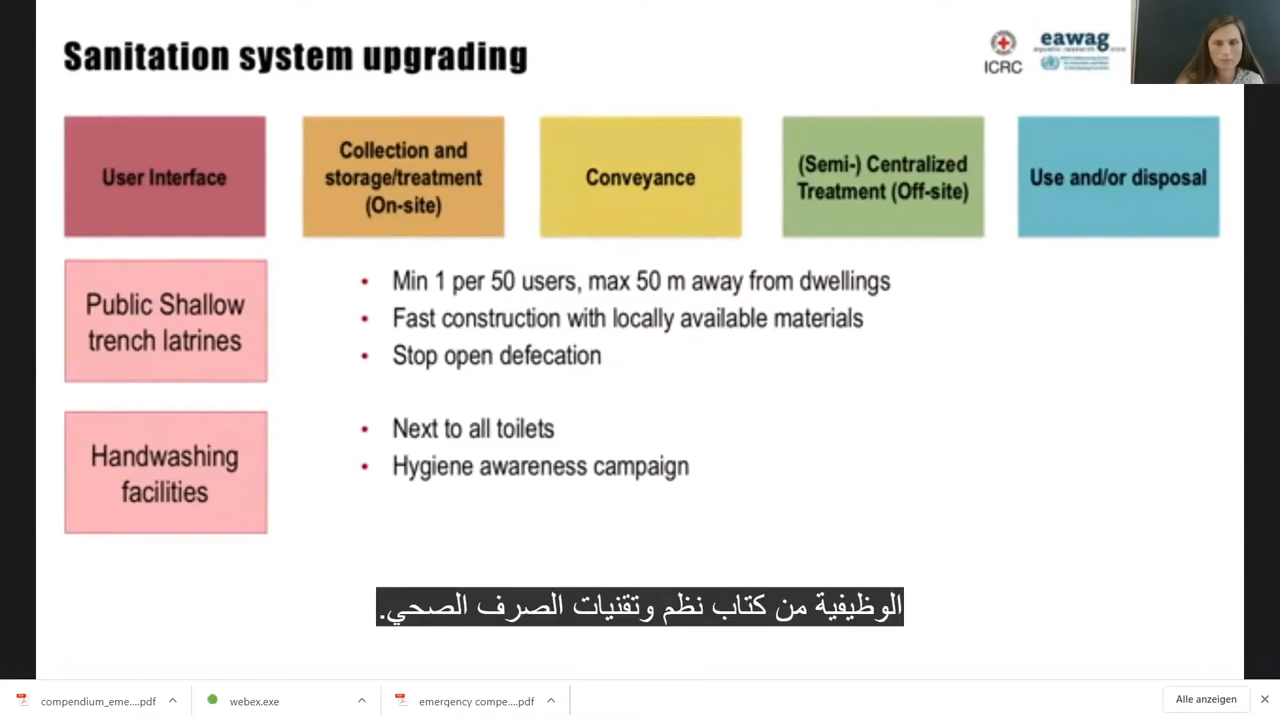 Sanitation system upgrading
ICRC
eawag
User Interface
Collection and
storage/treatment
(On-site)
Conveyance
(Semi-) Centralized
Treatment (Off-site)
Use and/or disposal
Public Shallow
trench latrines
• Min 1 per 50 users, max 50 m away from dwellings
• Fast construction with locally available materials
• Stop open defecation
Handwashing
facilities
• Next to all toilets
• Hygiene awareness campaign
الوظيفية من كتاب نظم وتقنيات الصرف الصحي.
compendium_eme....pdf
webex.exe
emergency compe....pdf
Alle anzeigen